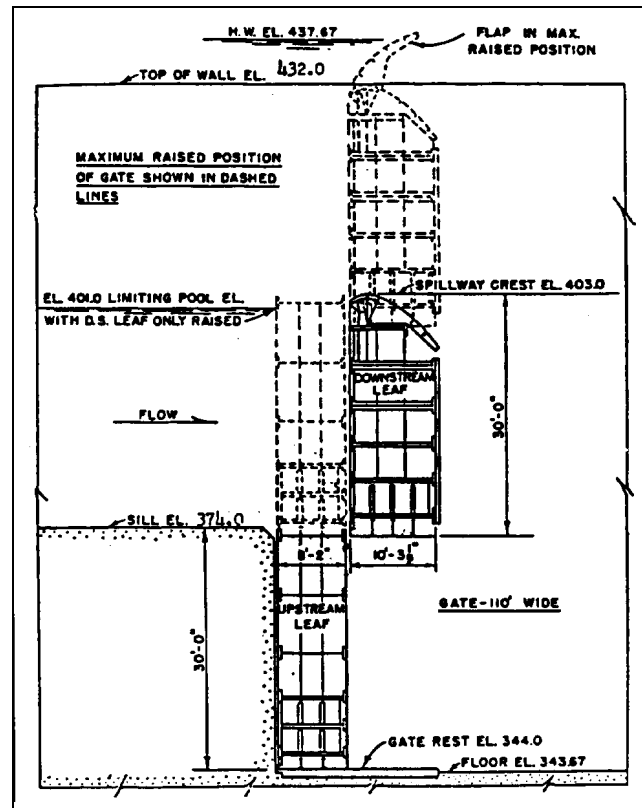 H.W. EL. 437.67
FLAP IN MAX.
RAISED POSITION
TOP OF WALL EL. 432.0
MAXIMUM RAISED POSITION
OF GATE SHOWN IN DASHED
LINES
SPILLWAY CREST EL. 403.0
EL. 401.0 LIMITING POOL EL.
WITH D.S. LEAF ONLY RAISED
DOWNSTREAM
LEAF
30'-0"
FLOW
SILL EL. 374.0
8'-2"
10'-3½"
GATE-110' WIDE
UPSTREAM
LEAF
30'-0"
GATE REST EL. 344.0
FLOOR EL. 343.67